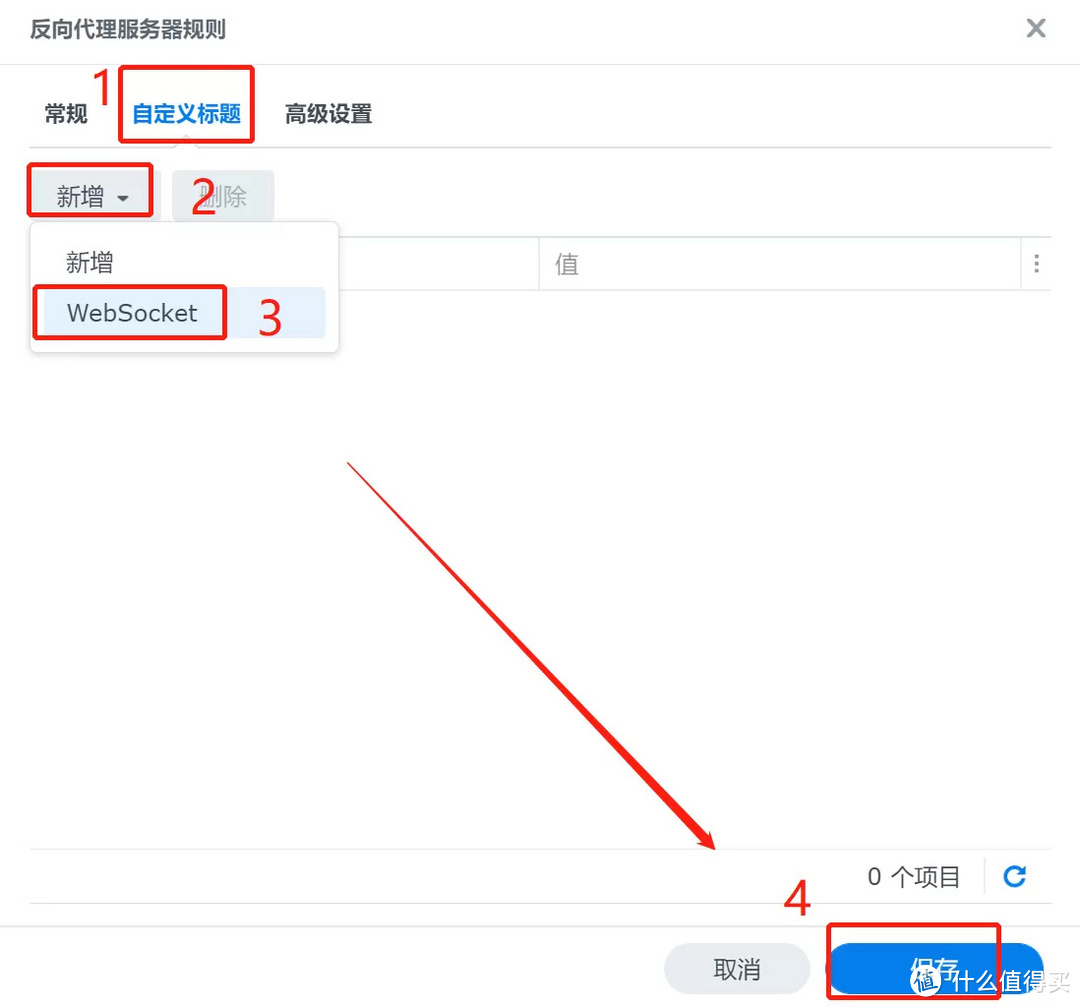 反向代理服务器规则
1
常规 自定义标题 高级设置
新增 2 删除
新增
值
WebSocket 3
0 个项目
4
取消 保存
值 什么值得买